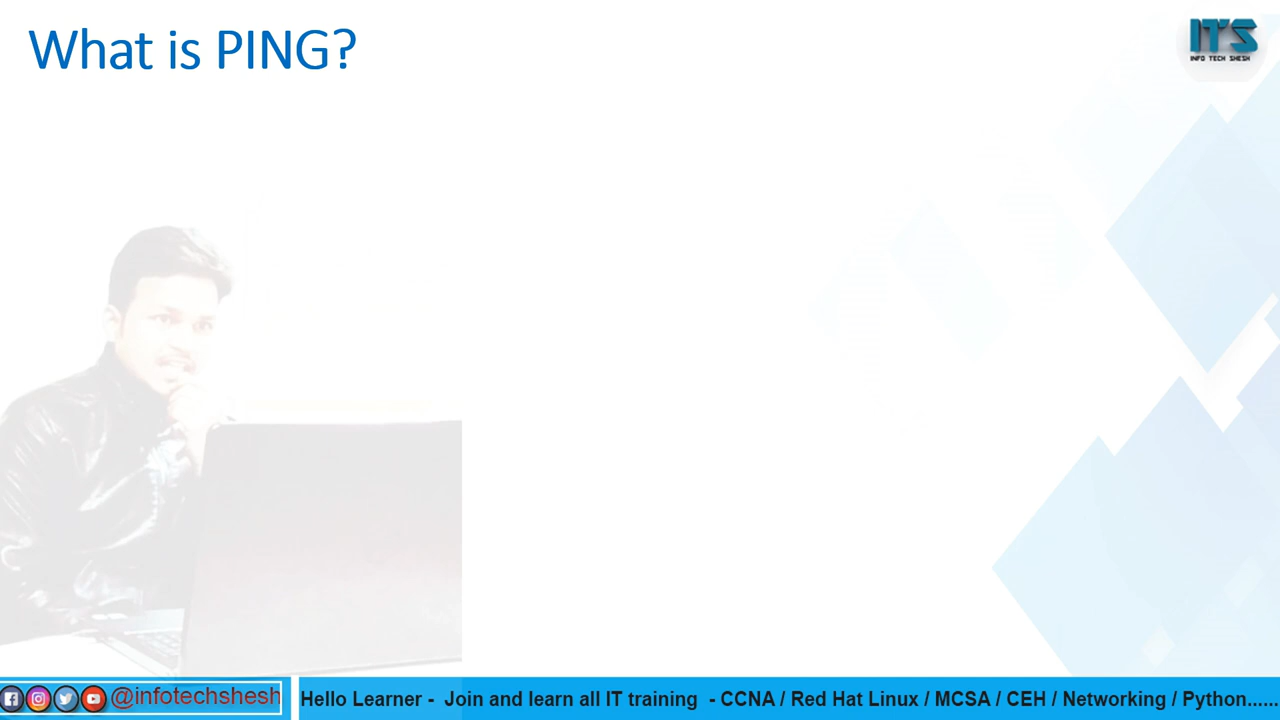 What is PING?
ITS
INFO TECH SHESH
@infotechshesh
Hello Learner - Join and learn all IT training - CCNA / Red Hat Linux / MCSA / CEH / Networking / Python......